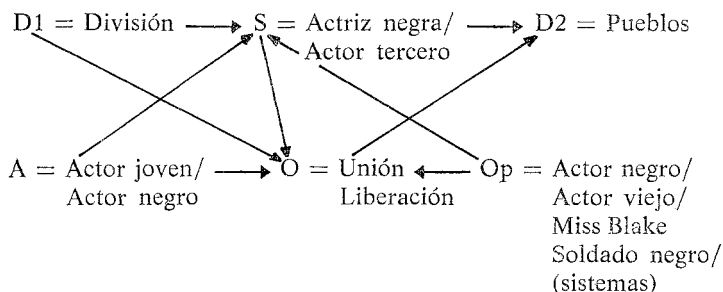 D1 = División S = Actriz negra/ D2 = Pueblos
Actor tercero
A = Actor joven/ O = Unión Op = Actor negro/
Actor negro Liberación Actor viejo/
Miss Blake
Soldado negro/
(sistemas)